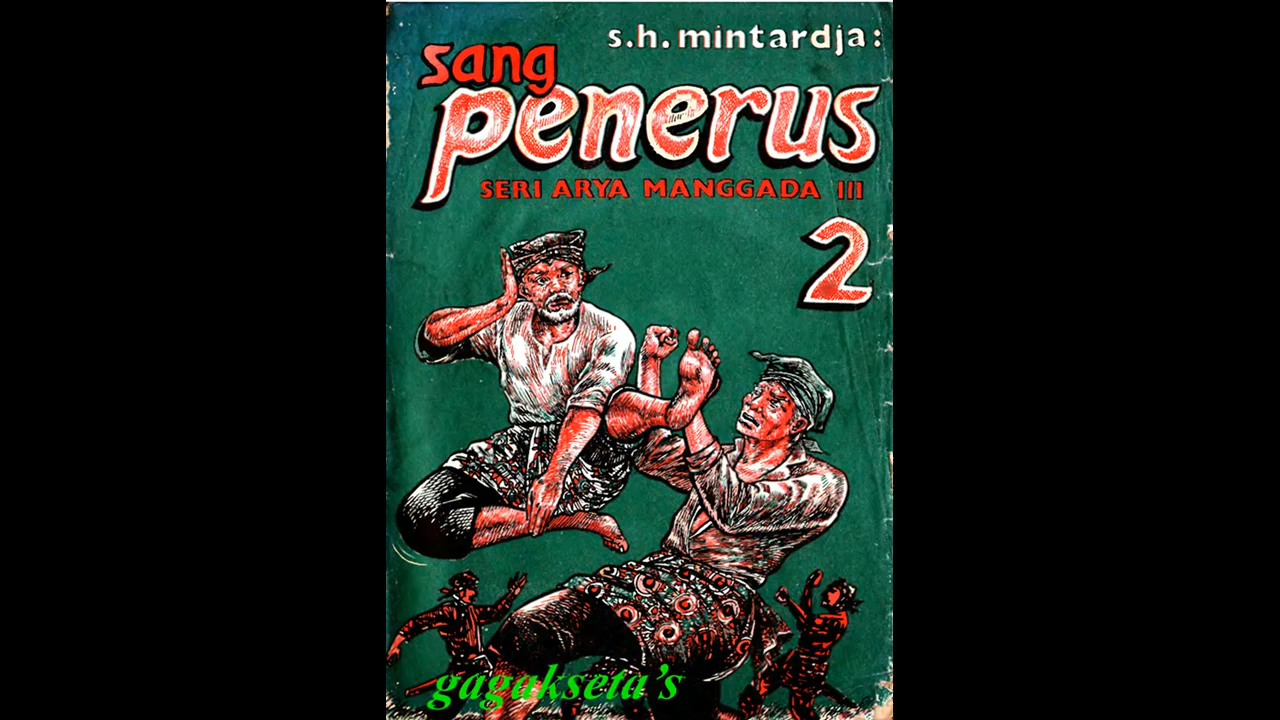 s.h. mintardja:
sang
penerus
SERI ARYA MANGGADA III
2
gagakseta's